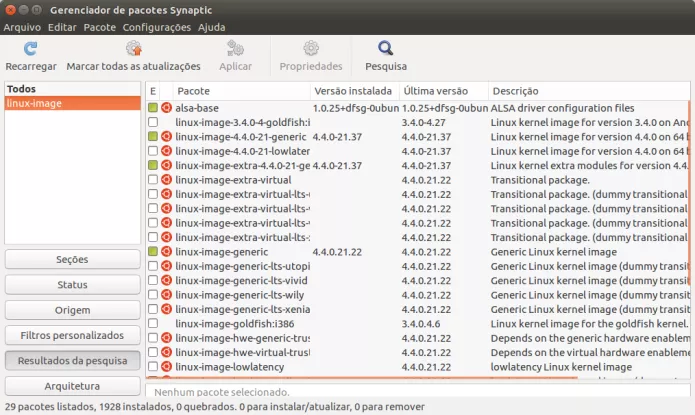 Gerenciador de pacotes Synaptic
Arquivo Editar Pacote Configurações Ajuda
Recarregar Marcar todas as atualizações Aplicar Propriedades Pesquisa
Todos
linux-image
E Pacote Versão instalada Última versão Descrição
alsa-base 1.0.25+dfsg-0ubun 1.0.25+dfsg-0ubun ALSA driver configuration files
linux-image-3.4.0-4-goldfish:i 3.4.0-4.27 Linux kernel image for version 3.4.0 on And
linux-image-4.4.0-21-generic 4.4.0-21.37 4.4.0-21.37 Linux kernel image for version 4.4.0 on 64 b
linux-image-4.4.0-21-lowlater 4.4.0-21.37 Linux kernel image for version 4.4.0 on 64 b
linux-image-extra-4.4.0-21-ge 4.4.0-21.37 4.4.0-21.37 Linux kernel extra modules for version 4.4.
linux-image-extra-virtual 4.4.0.21.22 Transitional package.
linux-image-extra-virtual-lts- 4.4.0.21.22 Transitional package. (dummy transitional
linux-image-extra-virtual-lts- 4.4.0.21.22 Transitional package. (dummy transitional
linux-image-extra-virtual-lts- 4.4.0.21.22 Transitional package. (dummy transitional
linux-image-extra-virtual-lts- 4.4.0.21.22 Transitional package. (dummy transitional
linux-image-generic 4.4.0.21.22 4.4.0.21.22 Generic Linux kernel image
linux-image-generic-lts-utopi 4.4.0.21.22 Generic Linux kernel image (dummy transit
linux-image-generic-lts-vivid 4.4.0.21.22 Generic Linux kernel image (dummy transit
linux-image-generic-lts-wily 4.4.0.21.22 Generic Linux kernel image (dummy transit
linux-image-generic-lts-xenia 4.4.0.21.22 Generic Linux kernel image (dummy transit
linux-image-goldfish:i386 3.4.0.4.6 Linux kernel image for the goldfish kernel.
linux-image-hwe-generic-trus 4.4.0.21.22 Depends on the generic hardware enableme
linux-image-hwe-virtual-trust 4.4.0.21.22 Depends on the virtual hardware enableme
linux-image-lowlatency 4.4.0.21.22 lowlatency Linux kernel image
Seções
Status
Origem
Filtros personalizados
Resultados da pesquisa
Arquitetura
Nenhum pacote selecionado.
29 pacotes listados, 1928 instalados, 0 quebrados. 0 para instalar/atualizar, 0 para remover